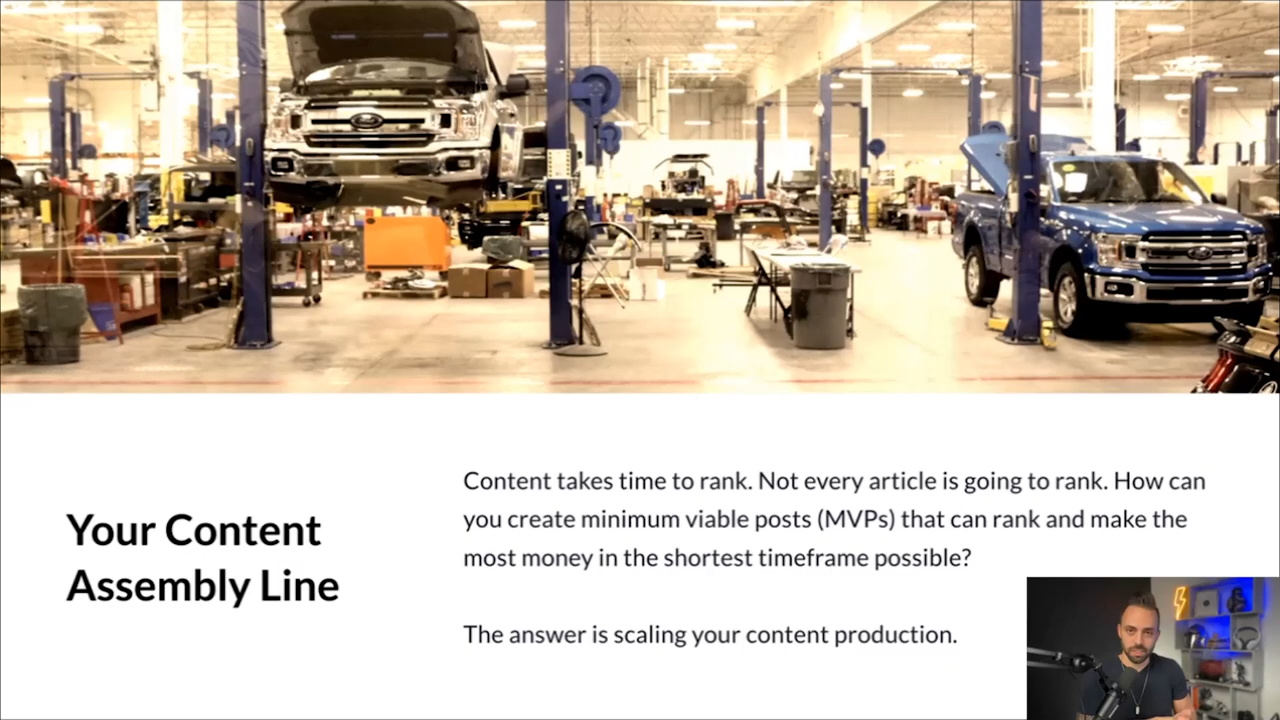 Your Content
Assembly Line
Content takes time to rank. Not every article is going to rank. How can
you create minimum viable posts (MVPs) that can rank and make the
most money in the shortest timeframe possible?
The answer is scaling your content production.